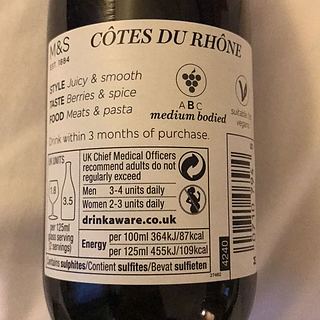 M&S
EST. 1884
CÔTES DU RHÔNE
STYLE Juicy & smooth
TASTE Berries & spice
FOOD Meats & pasta
ABC
medium bodied
V
suitable for
vegans
Drink within 3 months of purchase.
UK UNITS
1.8
3.5
per 125ml
glass serving
UK Chief Medical Officers
recommend adults do not
regularly exceed
Men 3-4 units daily
Women 2-3 units daily
drinkaware.co.uk
Energy
per 100ml 364kJ/87kcal
per 125ml 455kJ/109kcal
Contains sulphites/Contient sulfites/Bevat sulfieten
27462
4240